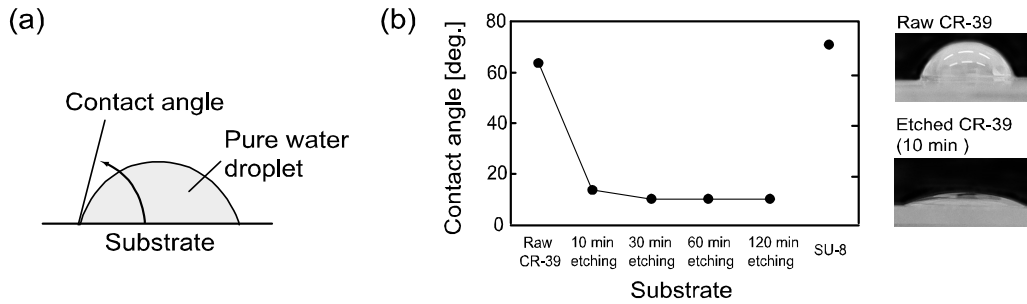 (a)
Contact angle
Pure water
droplet
Substrate
(b)
Contact angle [deg.]
80
60
40
20
0
Raw
CR-39
10 min
etching
30 min
etching
60 min
etching
120 min
etching
SU-8
Substrate
Raw CR-39
Etched CR-39
(10 min )